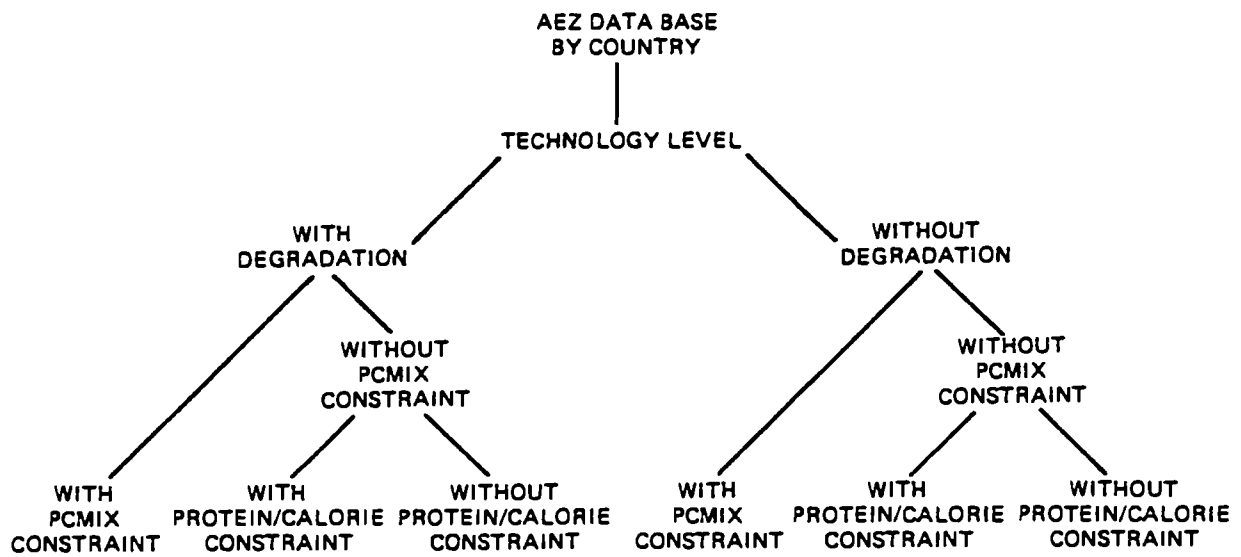 AEZ DATA BASE
BY COUNTRY
TECHNOLOGY LEVEL
WITH
DEGRADATION
WITHOUT
DEGRADATION
WITHOUT
PCMIX
CONSTRAINT
WITHOUT
PCMIX
CONSTRAINT
WITH
PCMIX
CONSTRAINT
WITH
PROTEIN/CALORIE
CONSTRAINT
WITHOUT
PROTEIN/CALORIE
CONSTRAINT
WITH
PCMIX
CONSTRAINT
WITH
PROTEIN/CALORIE
CONSTRAINT
WITHOUT
PROTEIN/CALORIE
CONSTRAINT